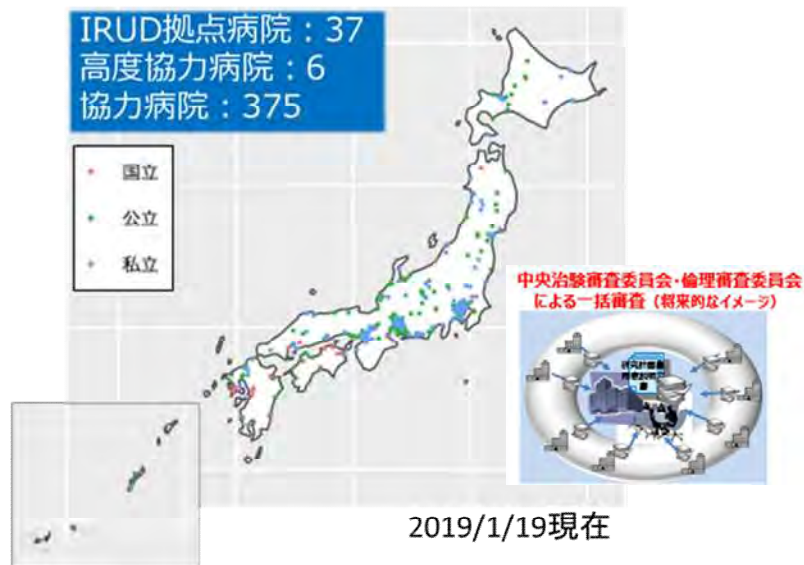 IRUD拠点病院：37
高度協力病院：6
協力病院：375
国立
公立
私立
中央治験審査委員会・倫理審査委員会
による一括審査（将来的なイメージ）
2019/1/19現在